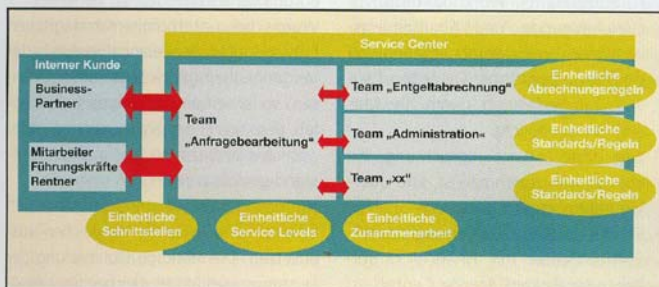 Service Center
Interner Kunde
Business-
Partner
Mitarbeiter
Führungskräfte
Rentner
Team
„Anfragebearbeitung“
Team „Entgeltabrechnung“
Team „Administration«
Team „xx“
Einheitliche
Abrechnungsregeln
Einheitliche
Standards/Regeln
Einheitliche
Standards/Regeln
Einheitliche
Schnittstellen
Einheitliche
Service Levels
Einheitliche
Zusammenarbeit